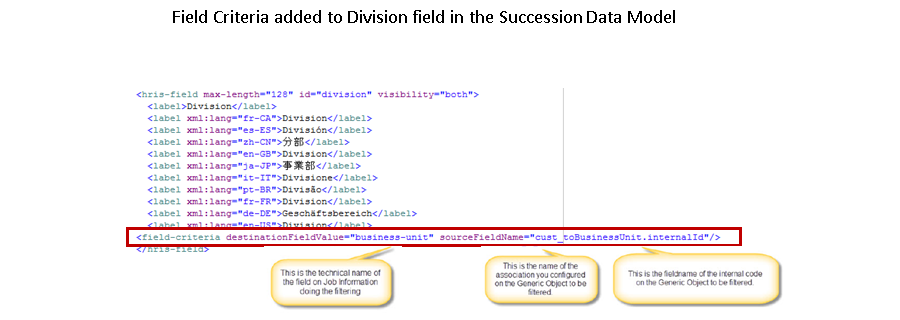 Field Criteria added to Division field in the Succession Data Model
<hris-field max-length="128" id="division" visibility="both">
<label>Division</label>
<label xml:lang="fr-CA">Division</label>
<label xml:lang="es-ES">División</label>
<label xml:lang="zh-CN">分部</label>
<label xml:lang="en-GB">Division</label>
<label xml:lang="ja-JP">事業部</label>
<label xml:lang="it-IT">Divisione</label>
<label xml:lang="pt-BR">Divisão</label>
<label xml:lang="fr-FR">Division</label>
<label xml:lang="de-DE">Geschäftsbereich</label>
<label xml:lang="en-US">Division</label>
<field-criteria destinationFieldValue="business-unit" sourceFieldName="cust_toBusinessUnit.internalId"/>
</hris-field>
This is the technical name of
the field on Job Information
doing the filtering
This is the name of the
association you configured
on the Generic Object to be
filtered.
This is the fieldname of the internal code
on the Generic Object to be filtered.